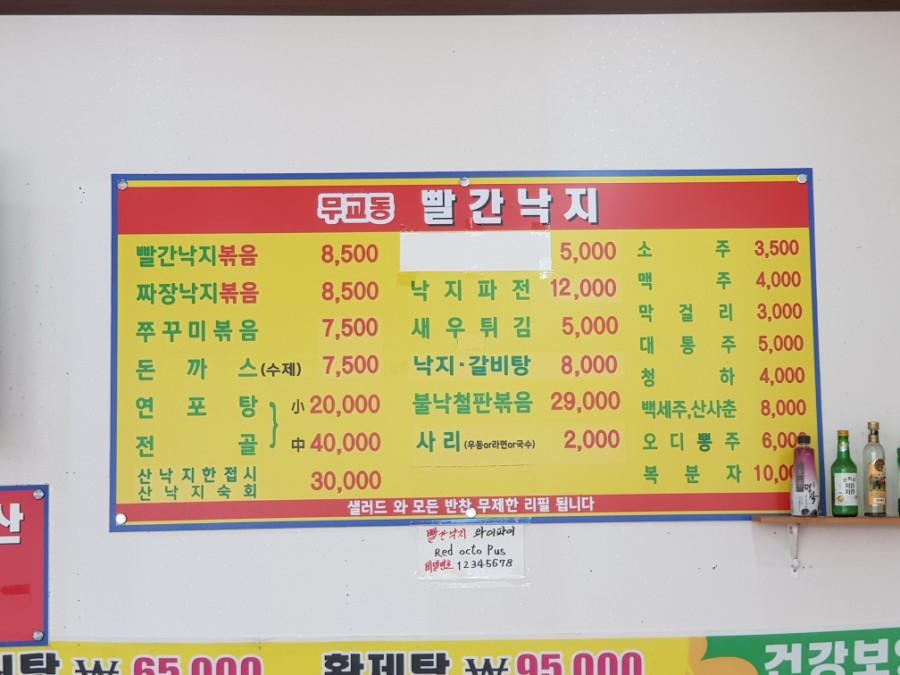 무교동 빨간낙지
빨간낙지볶음 8,500
짜장낙지볶음 8,500
쭈꾸미볶음 7,500
돈까스(수제) 7,500
연포탕 小 20,000
전골 中 40,000
산낙지한접시
산낙지숙회 30,000
5,000
낙지파전 12,000
새우튀김 5,000
낙지·갈비탕 8,000
불낙철판볶음 29,000
사리(우동or라면or국수) 2,000
소주 3,500
맥주 4,000
막걸리 3,000
대통주 5,000
청하 4,000
백세주,산사춘 8,000
오디뽕주 6,000
복분자 10,0
샐러드 와 모든 반찬 무제한 리필 됩니다
빨간낙지 와이파이
Red octo Pus
비밀번호 12345678
산
탕 ₩65,000
황제탕 ₩95,000
건강보양